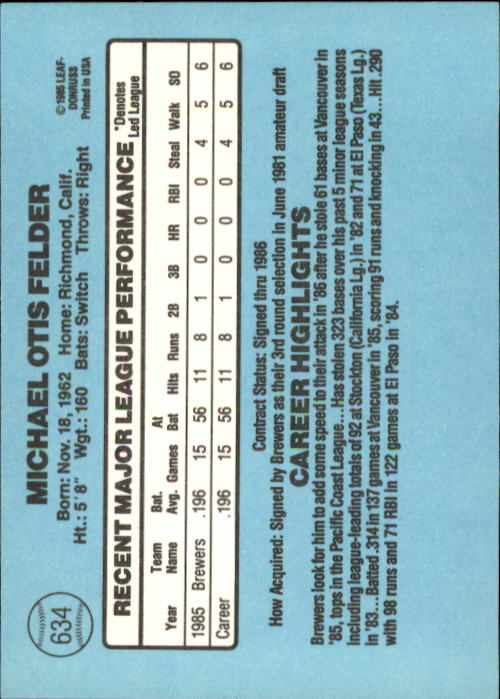 634
MICHAEL OTIS FELDER
Born: Nov. 18, 1962 Home: Richmond, Calif.
Ht.: 5'8" Wgt.: 160 Bats: Switch Throws: Right
©1985 LEAF-
DONRUSS
Printed in USA
RECENT MAJOR LEAGUE PERFORMANCE
*Denotes
Led League
Year Team Name Bat. Avg. Games At Bat Hits Runs 2B 3B HR RBI Steal Walk SO
1985 Brewers .196 15 56 11 8 1 0 0 0 4 5 6
Career .196 15 56 11 8 1 0 0 0 4 5 6
Contract Status: Signed thru 1986
How Acquired: Signed by Brewers as their 3rd round selection in June 1981 amateur draft
CAREER HIGHLIGHTS
Brewers look for him to add some speed to their attack in '86 after he stole 61 bases at Vancouver in
'85, tops in the Pacific Coast League...Has stolen 323 bases over his past 5 minor league seasons
including league-leading totals of 92 at Stockton (California Lg.) in '82 and 71 at El Paso (Texas Lg.)
in '83...Batted .314 in 137 games at Vancouver in '85, scoring 91 runs and knocking in 43...Hit .290
with 98 runs and 71 RBI in 122 games at El Paso in '84.